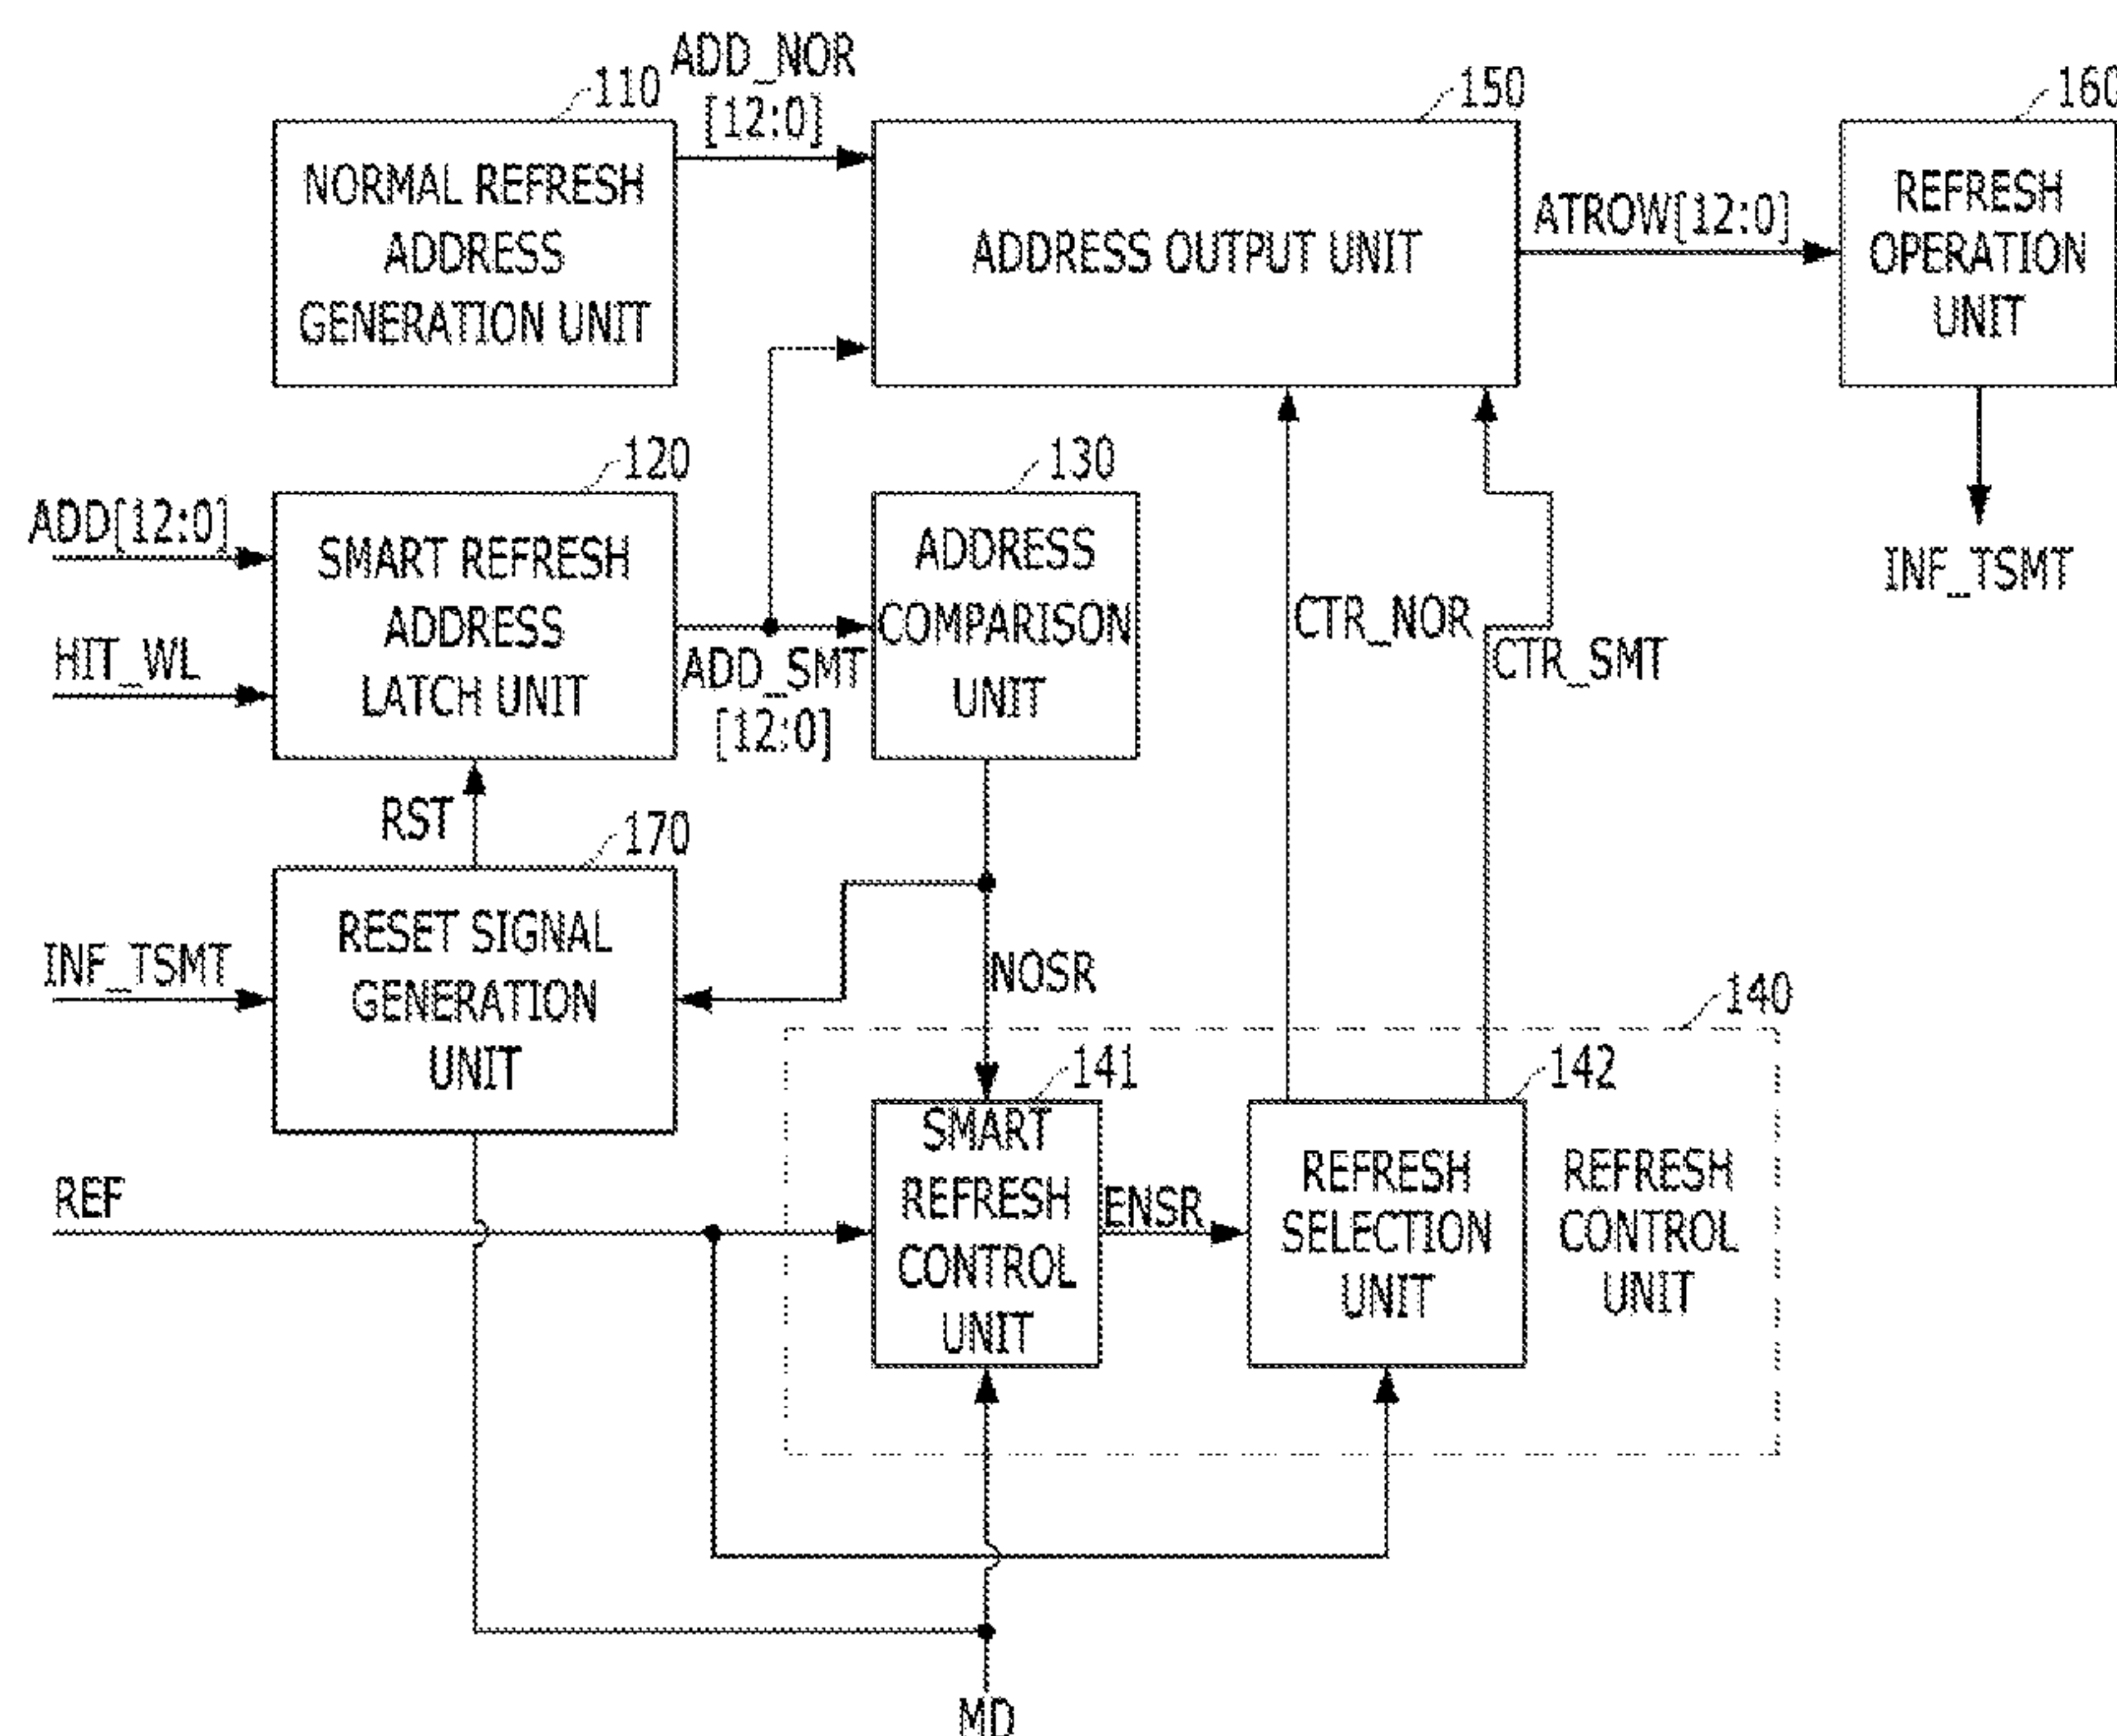 ADD_NOR
[12:0]
110
150
160
NORMAL REFRESH
ADDRESS
GENERATION UNIT
ADDRESS OUTPUT UNIT
ATROW[12:0]
REFRESH
OPERATION
UNIT
INF_TSMT
120
130
ADD[12:0]
HIT_WL
SMART REFRESH
ADDRESS
LATCH UNIT
ADD_SMT
[12:0]
ADDRESS
COMPARISON
UNIT
CTR_NOR
CTR_SMT
RST
170
INF_TSMT
RESET SIGNAL
GENERATION
UNIT
NOSR
140
141
142
REF
SMART
REFRESH
CONTROL
UNIT
ENSR
REFRESH
SELECTION
UNIT
REFRESH
CONTROL
UNIT
MD